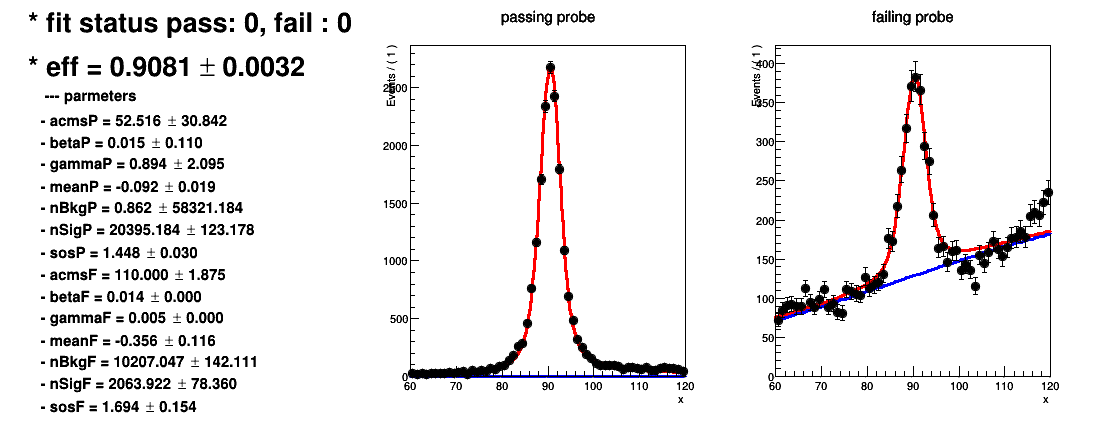 * fit status pass: 0, fail : 0
* eff = 0.9081 ± 0.0032
--- parmeters
- acmsP = 52.516 ± 30.842
- betaP = 0.015 ± 0.110
- gammaP = 0.894 ± 2.095
- meanP = -0.092 ± 0.019
- nBkgP = 0.862 ± 58321.184
- nSigP = 20395.184 ± 123.178
- sosP = 1.448 ± 0.030
- acmsF = 110.000 ± 1.875
- betaF = 0.014 ± 0.000
- gammaF = 0.005 ± 0.000
- meanF = -0.356 ± 0.116
- nBkgF = 10207.047 ± 142.111
- nSigF = 2063.922 ± 78.360
- sosF = 1.694 ± 0.154
passing probe
Events / ( 1 )
2500
2000
1500
1000
500
0
60 70 80 90 100 110 120
x
failing probe
Events / ( 1 )
400
350
300
250
200
150
100
50
0
60 70 80 90 100 110 120
x